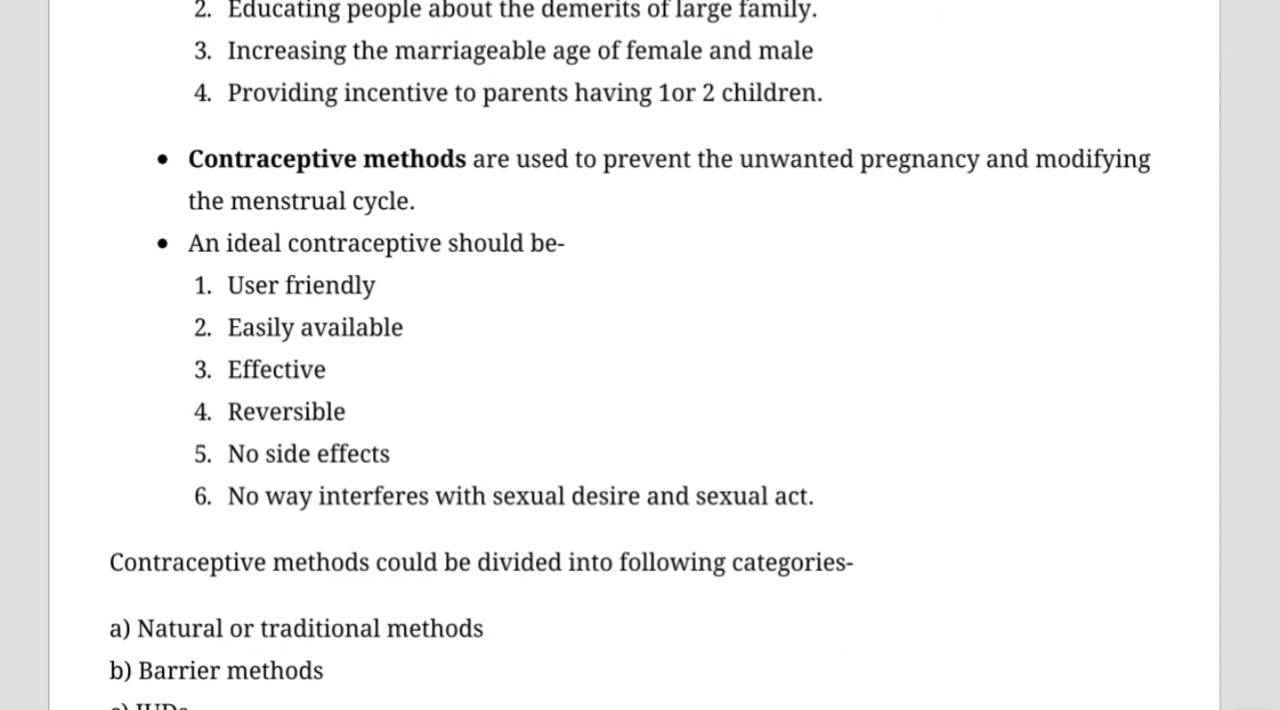 2. Educating people about the demerits of large family.
3. Increasing the marriageable age of female and male
4. Providing incentive to parents having 1or 2 children.
• Contraceptive methods are used to prevent the unwanted pregnancy and modifying
the menstrual cycle.
• An ideal contraceptive should be-
1. User friendly
2. Easily available
3. Effective
4. Reversible
5. No side effects
6. No way interferes with sexual desire and sexual act.
Contraceptive methods could be divided into following categories-
a) Natural or traditional methods
b) Barrier methods
c) IUDs